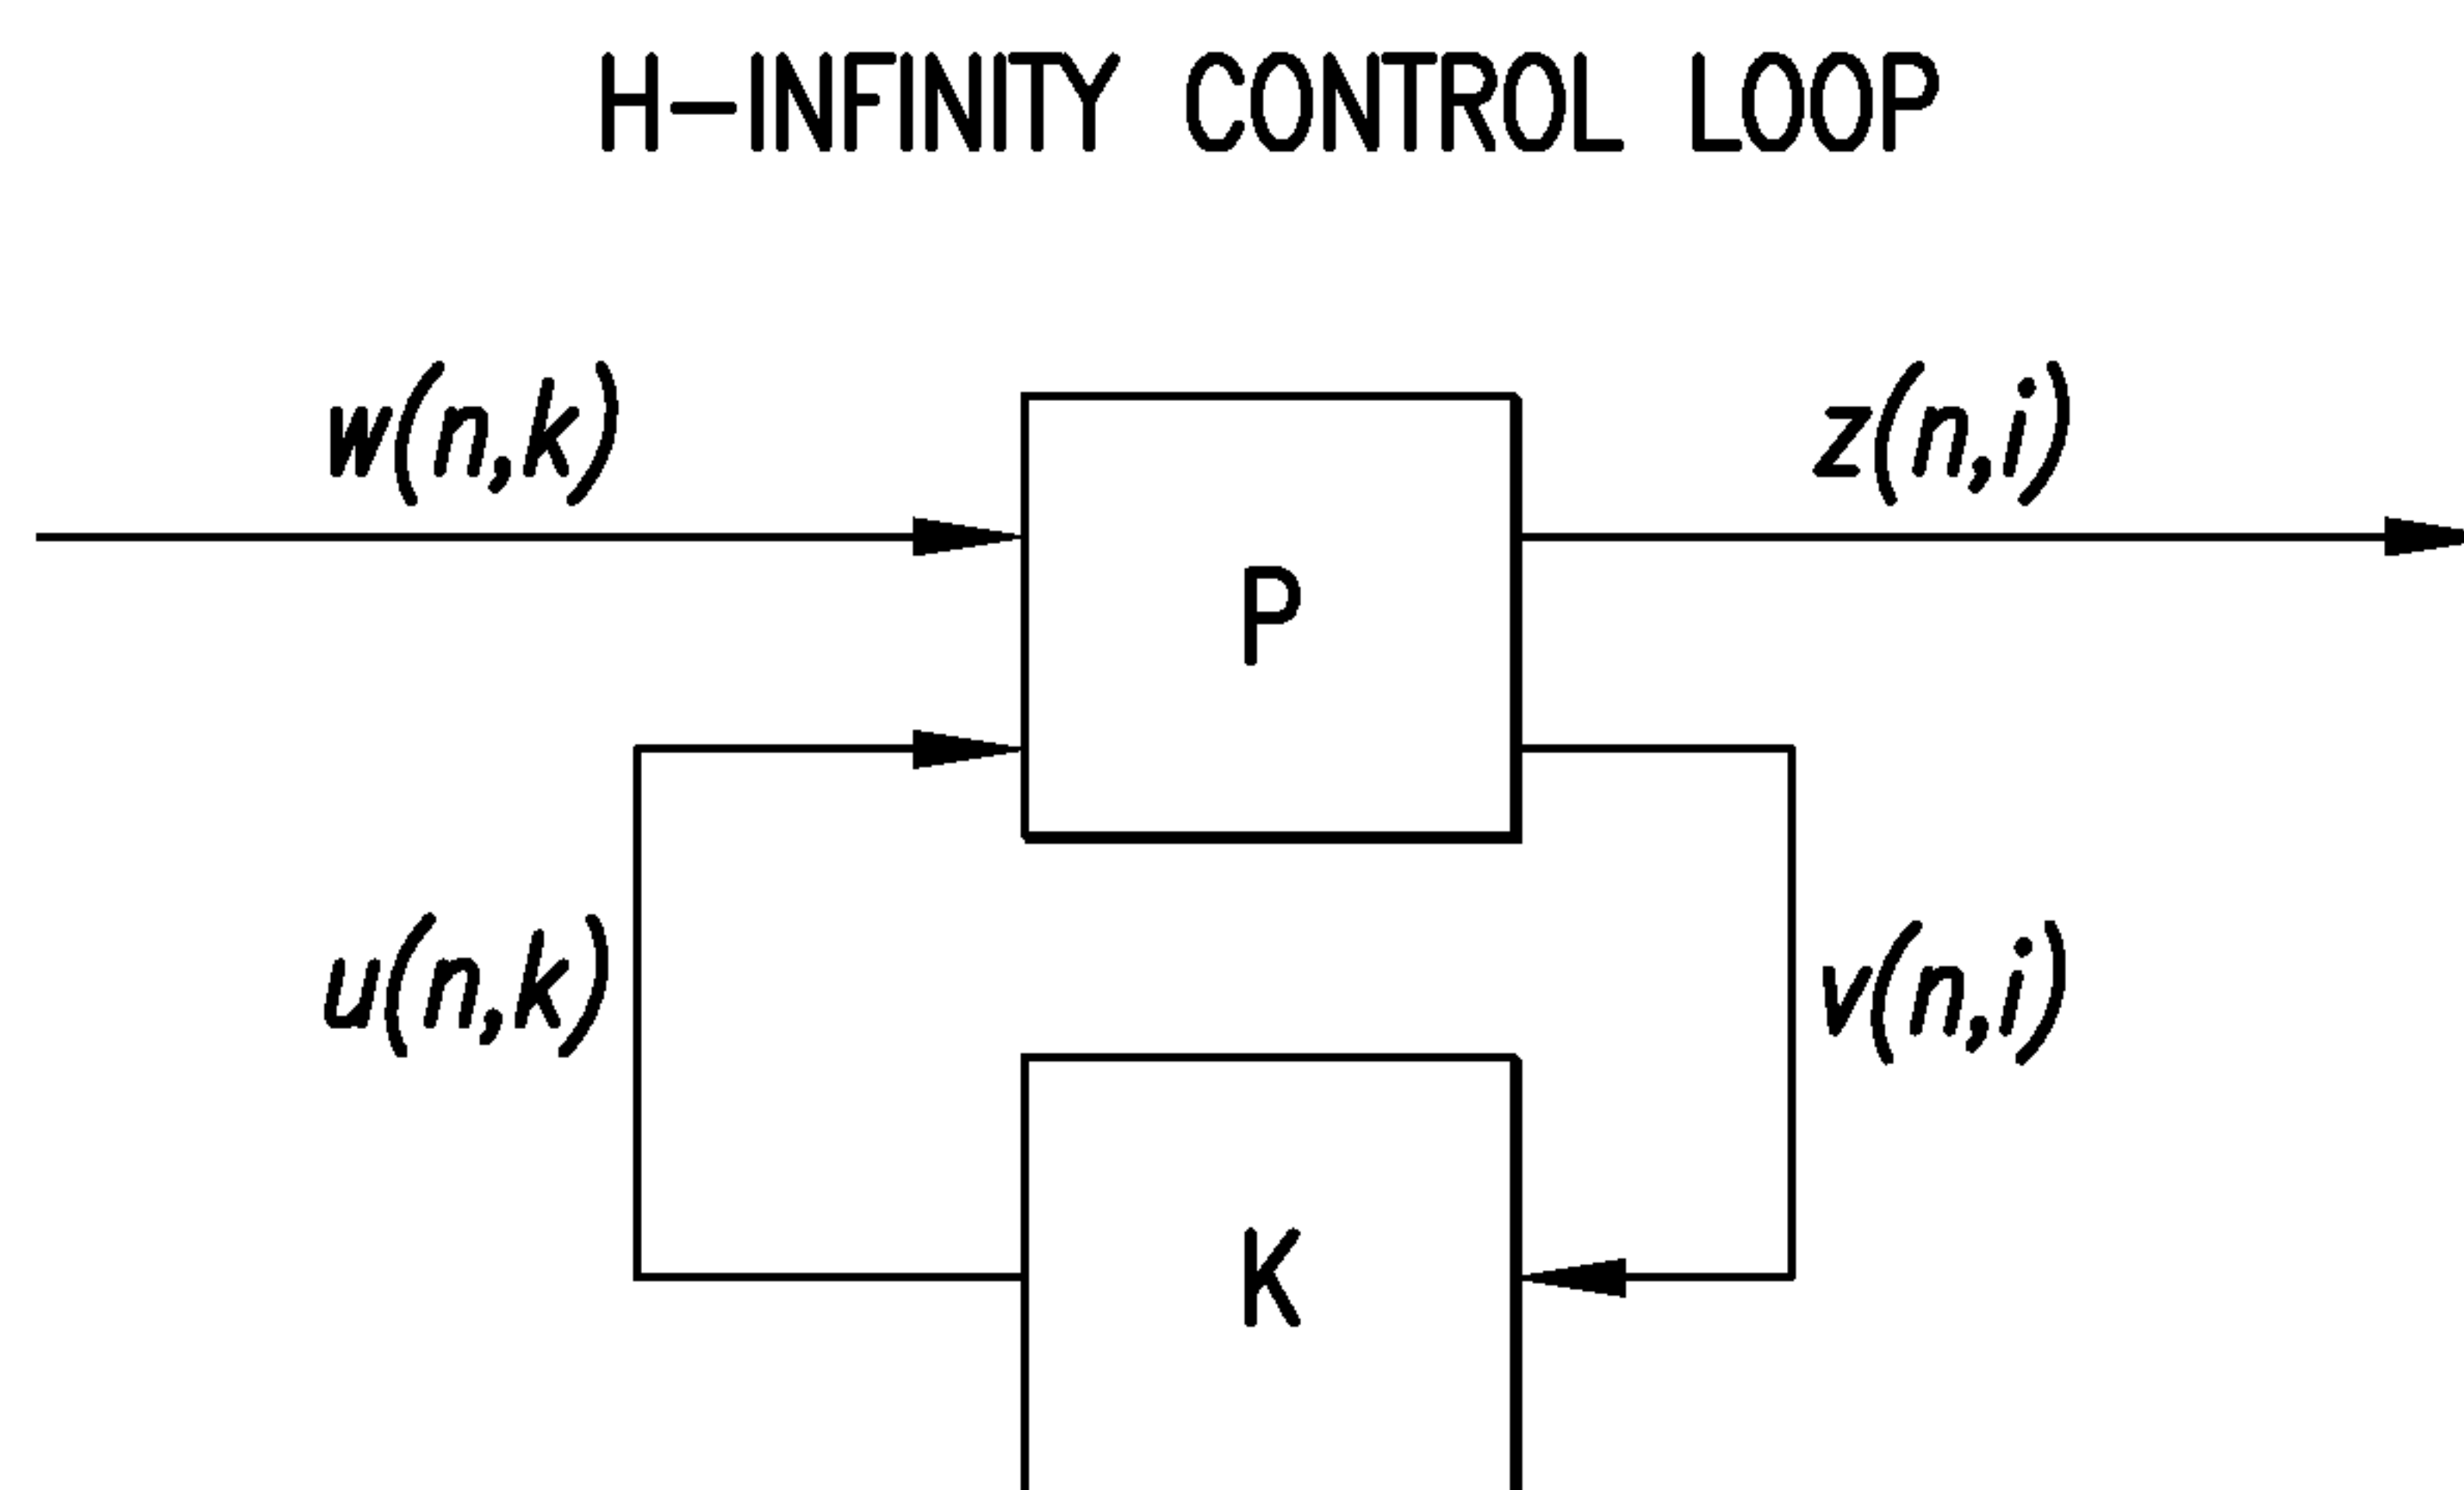 H-INFINITY CONTROL LOOP
w(n,k)
z(n,i)
P
u(n,k)
v(n,i)
K